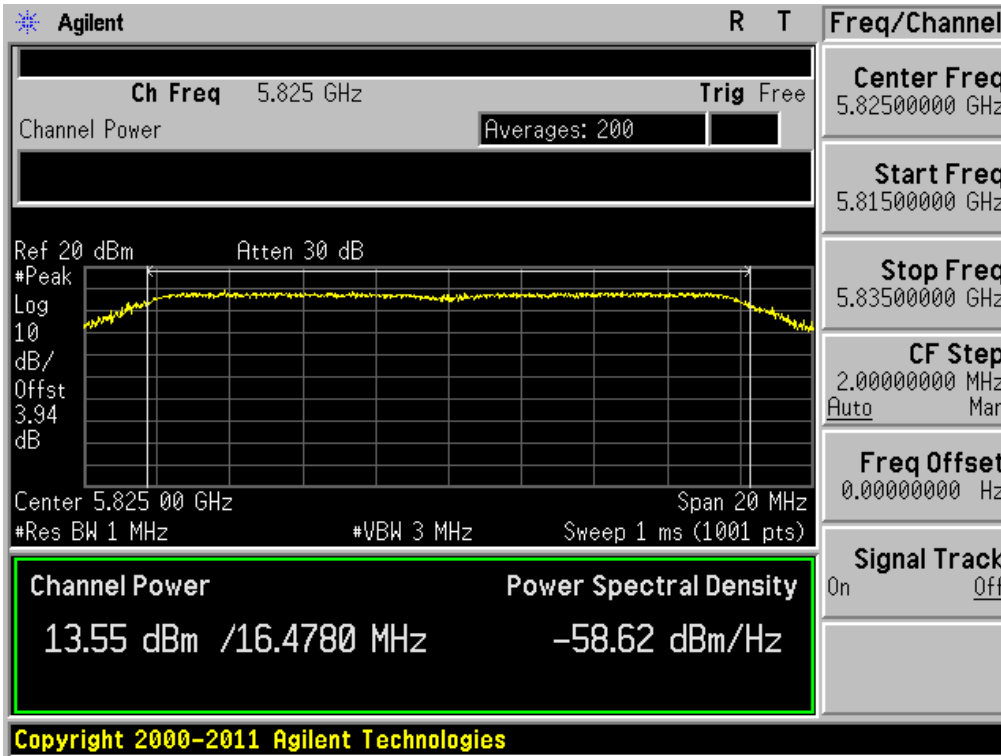 Agilent R T Freq/Channel
Ch Freq 5.825 GHz Trig Free
Channel Power Averages: 200
Ref 20 dBm Atten 30 dB
#Peak
Log
10
dB/
Offst
3.94
dB
Center 5.825 00 GHz Span 20 MHz
#Res BW 1 MHz #VBW 3 MHz Sweep 1 ms (1001 pts)
Channel Power Power Spectral Density
13.55 dBm /16.4780 MHz -58.62 dBm/Hz
Copyright 2000-2011 Agilent Technologies
Center Freq
5.82500000 GHz
Start Freq
5.81500000 GHz
Stop Freq
5.83500000 GHz
CF Step
2.00000000 MHz
Auto Man
Freq Offset
0.00000000 Hz
Signal Track
On Off